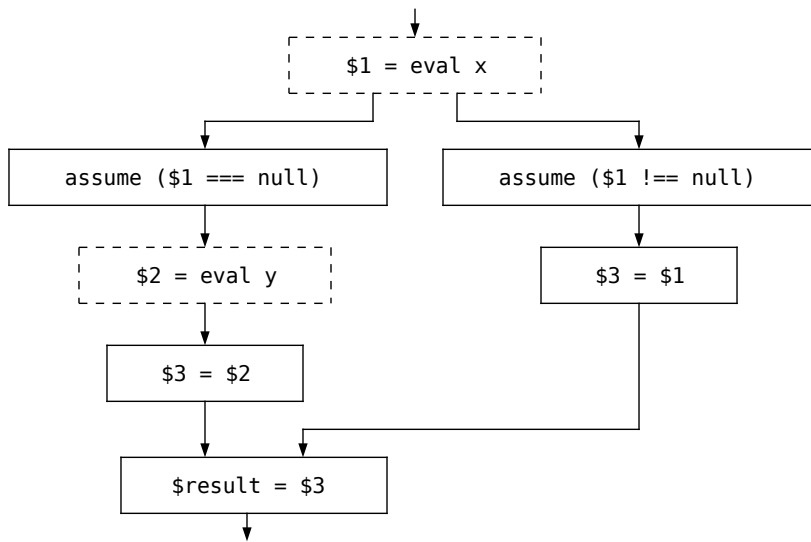 $1 = eval x
assume ($1 === null)
assume ($1 !== null)
$2 = eval y
$3 = $1
$3 = $2
$result = $3